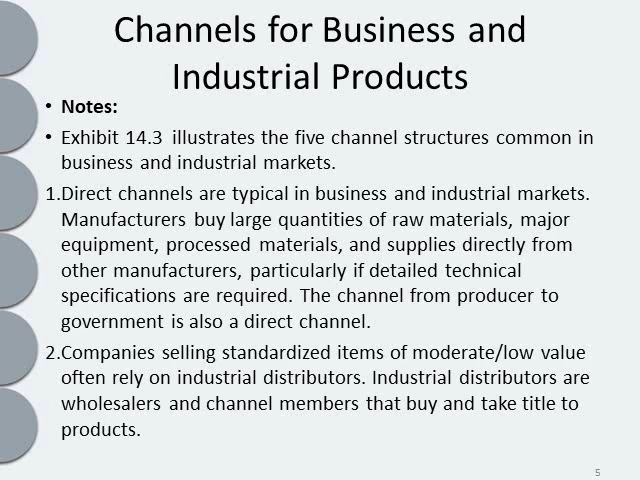 Channels for Business and
Industrial Products
• Notes:
• Exhibit 14.3 illustrates the five channel structures common in
business and industrial markets.
1.Direct channels are typical in business and industrial markets.
Manufacturers buy large quantities of raw materials, major
equipment, processed materials, and supplies directly from
other manufacturers, particularly if detailed technical
specifications are required. The channel from producer to
government is also a direct channel.
2.Companies selling standardized items of moderate/low value
often rely on industrial distributors. Industrial distributors are
wholesalers and channel members that buy and take title to
products.
5